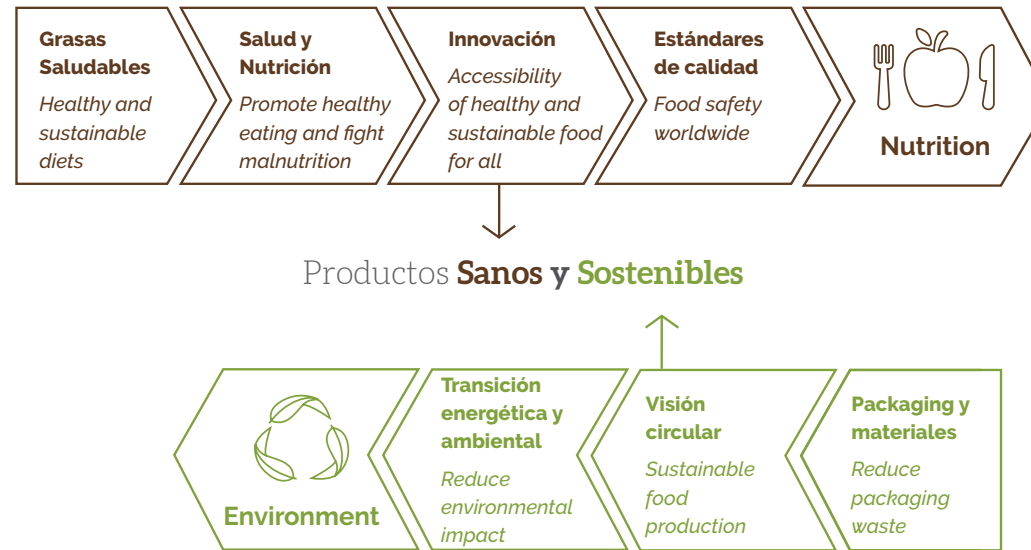 Grasas
Saludables
Healthy and
sustainable
diets
Salud y
Nutrición
Promote healthy
eating and fight
malnutrition
Innovación
Accessibility
of healthy and
sustainable food
for all
Estándares
de calidad
Food safety
worldwide
Nutrition
Productos Sanos y Sostenibles
Environment
Transición
energética y
ambiental
Reduce
environmental
impact
Visión
circular
Sustainable
food
production
Packaging y
materiales
Reduce
packaging
waste